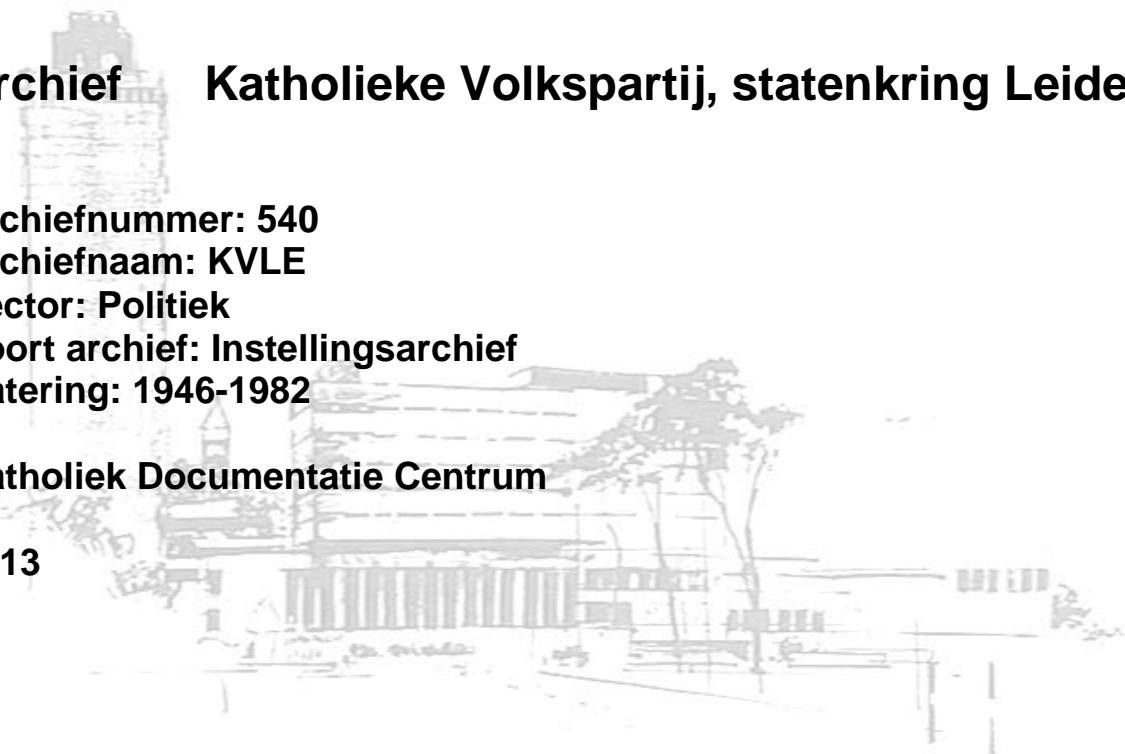 rchief Katholieke Volkspartij, statenkring Leide
chiefnummer: 540
chiefnaam: KVLE
ector: Politiek
oort archief: Instellingsarchief
atering: 1946-1982
atholiek Documentatie Centrum
13